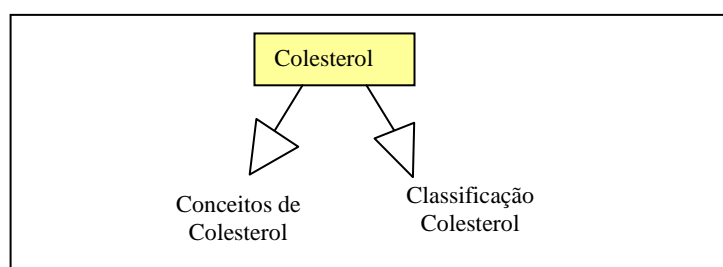 Colesterol
Conceitos de
Colesterol
Classificação
Colesterol